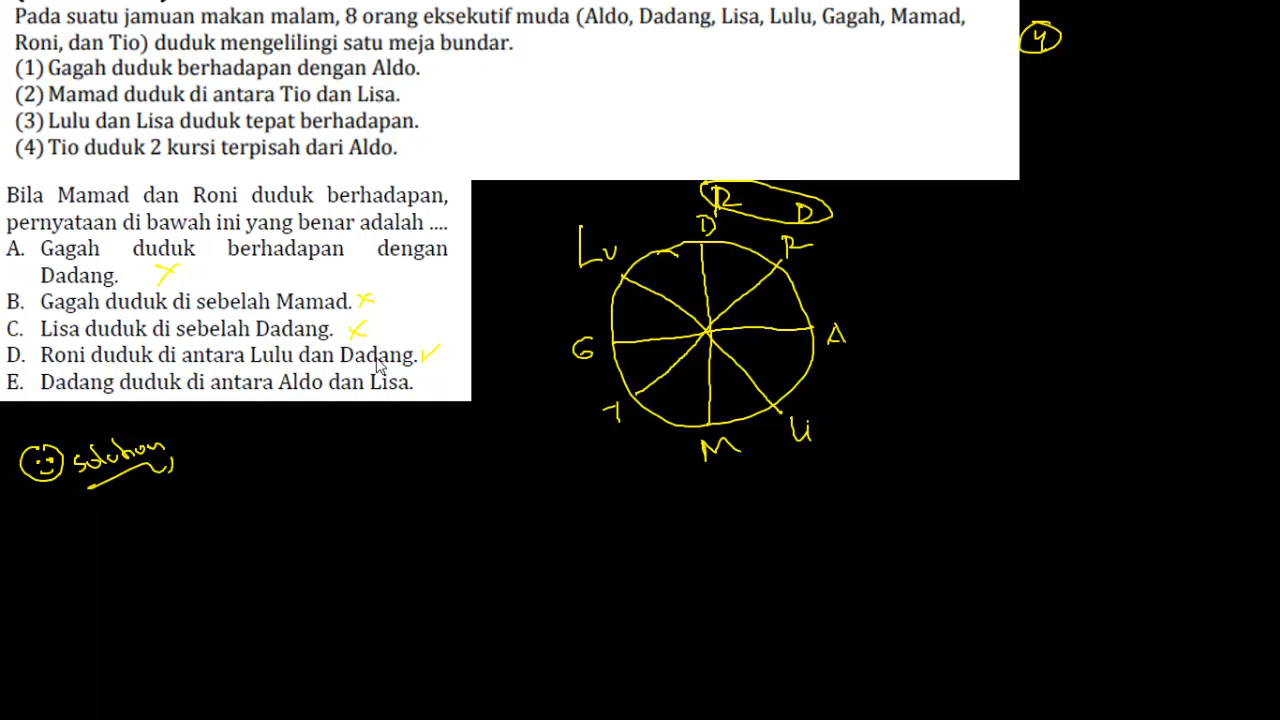 Pada suatu jamuan makan malam, 8 orang eksekutif muda (Aldo, Dadang, Lisa, Lulu, Gagah, Mamad,
Roni, dan Tio) duduk mengelilingi satu meja bundar.
(1) Gagah duduk berhadapan dengan Aldo.
(2) Mamad duduk di antara Tio dan Lisa.
(3) Lulu dan Lisa duduk tepat berhadapan.
(4) Tio duduk 2 kursi terpisah dari Aldo.
4
Bila Mamad dan Roni duduk berhadapan,
pernyataan di bawah ini yang benar adalah ....
A. Gagah duduk berhadapan dengan
Dadang.
B. Gagah duduk di sebelah Mamad.
C. Lisa duduk di sebelah Dadang.
D. Roni duduk di antara Lulu dan Dadang.
E. Dadang duduk di antara Aldo dan Lisa.
R D
D
Lu R
G A
T Li
M
solution